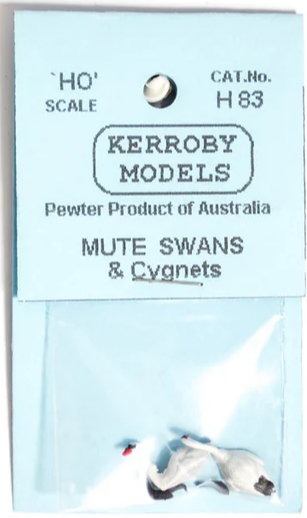 `HO'
SCALE
CAT.No.
H 83
KERROBY
MODELS
Pewter Product of Australia
MUTE SWANS
& Cygnets